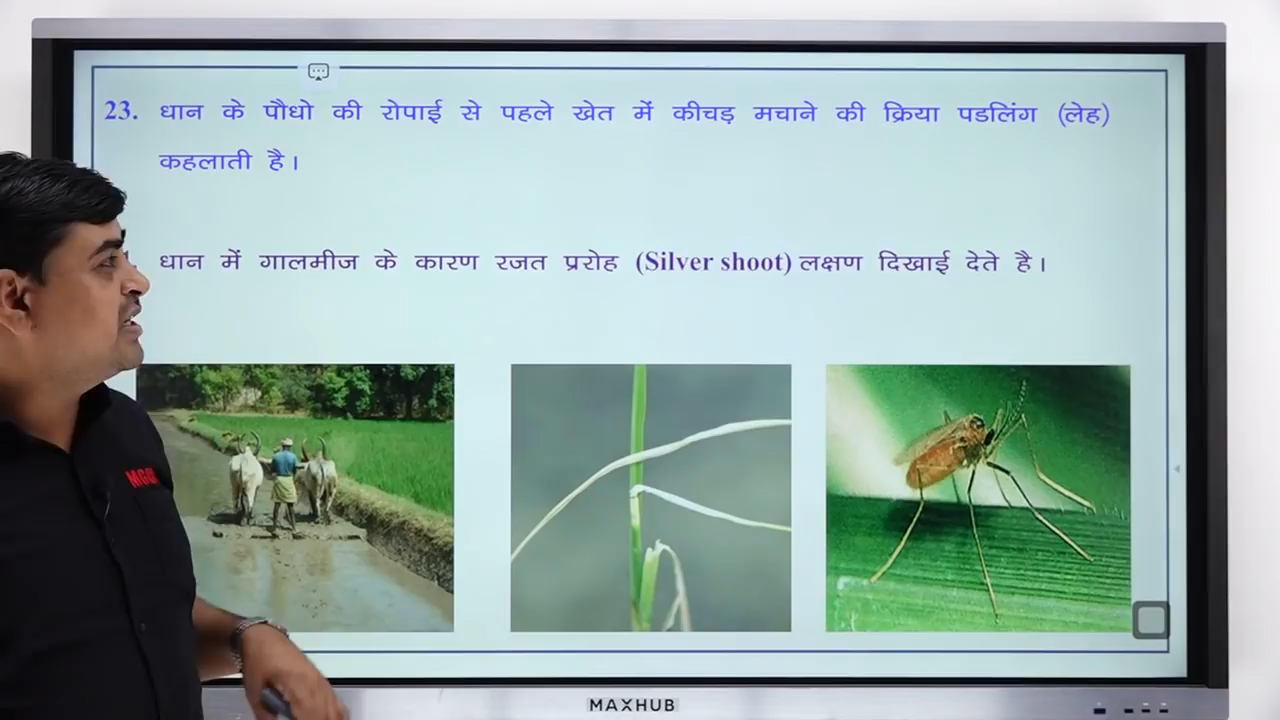 23. धान के पौधो की रोपाई से पहले खेत में कीचड़ मचाने की क्रिया पडलिंग (लेह)
कहलाती है।
धान में गालमीज के कारण रजत प्ररोह (Silver shoot) लक्षण दिखाई देते है।
MAXHUB